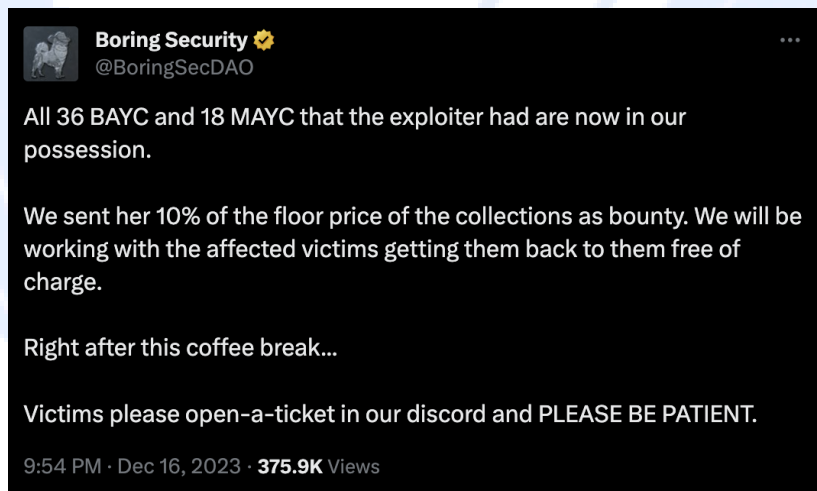 Boring Security
@BoringSecDAO
All 36 BAYC and 18 MAYC that the exploiter had are now in our
possession.
We sent her 10% of the floor price of the collections as bounty. We will be
working with the affected victims getting them back to them free of
charge.
Right after this coffee break...
Victims please open-a-ticket in our discord and PLEASE BE PATIENT.
9:54 PM · Dec 16, 2023 · 375.9K Views